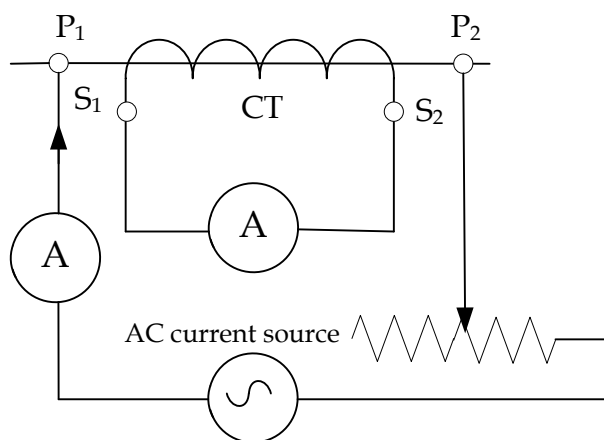 P₁
P₂
S₁
CT
S₂
A
A
AC current source